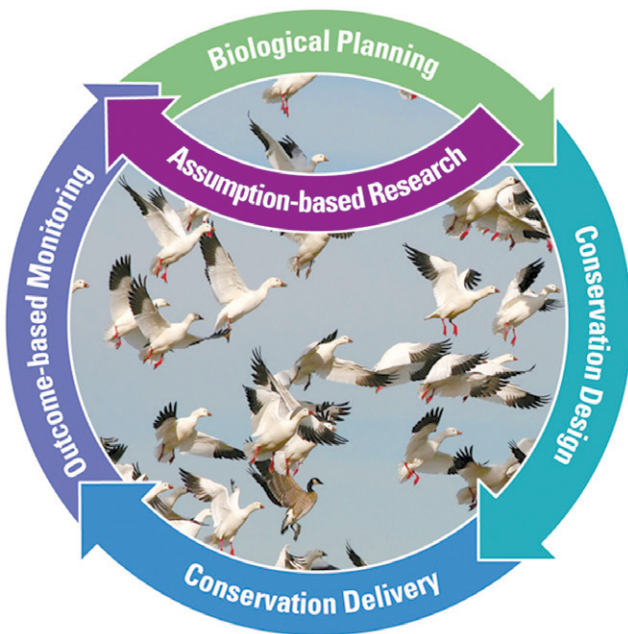 Biological Planning
Assumption-based Research
Conservation Design
Conservation Delivery
Outcome-based Monitoring